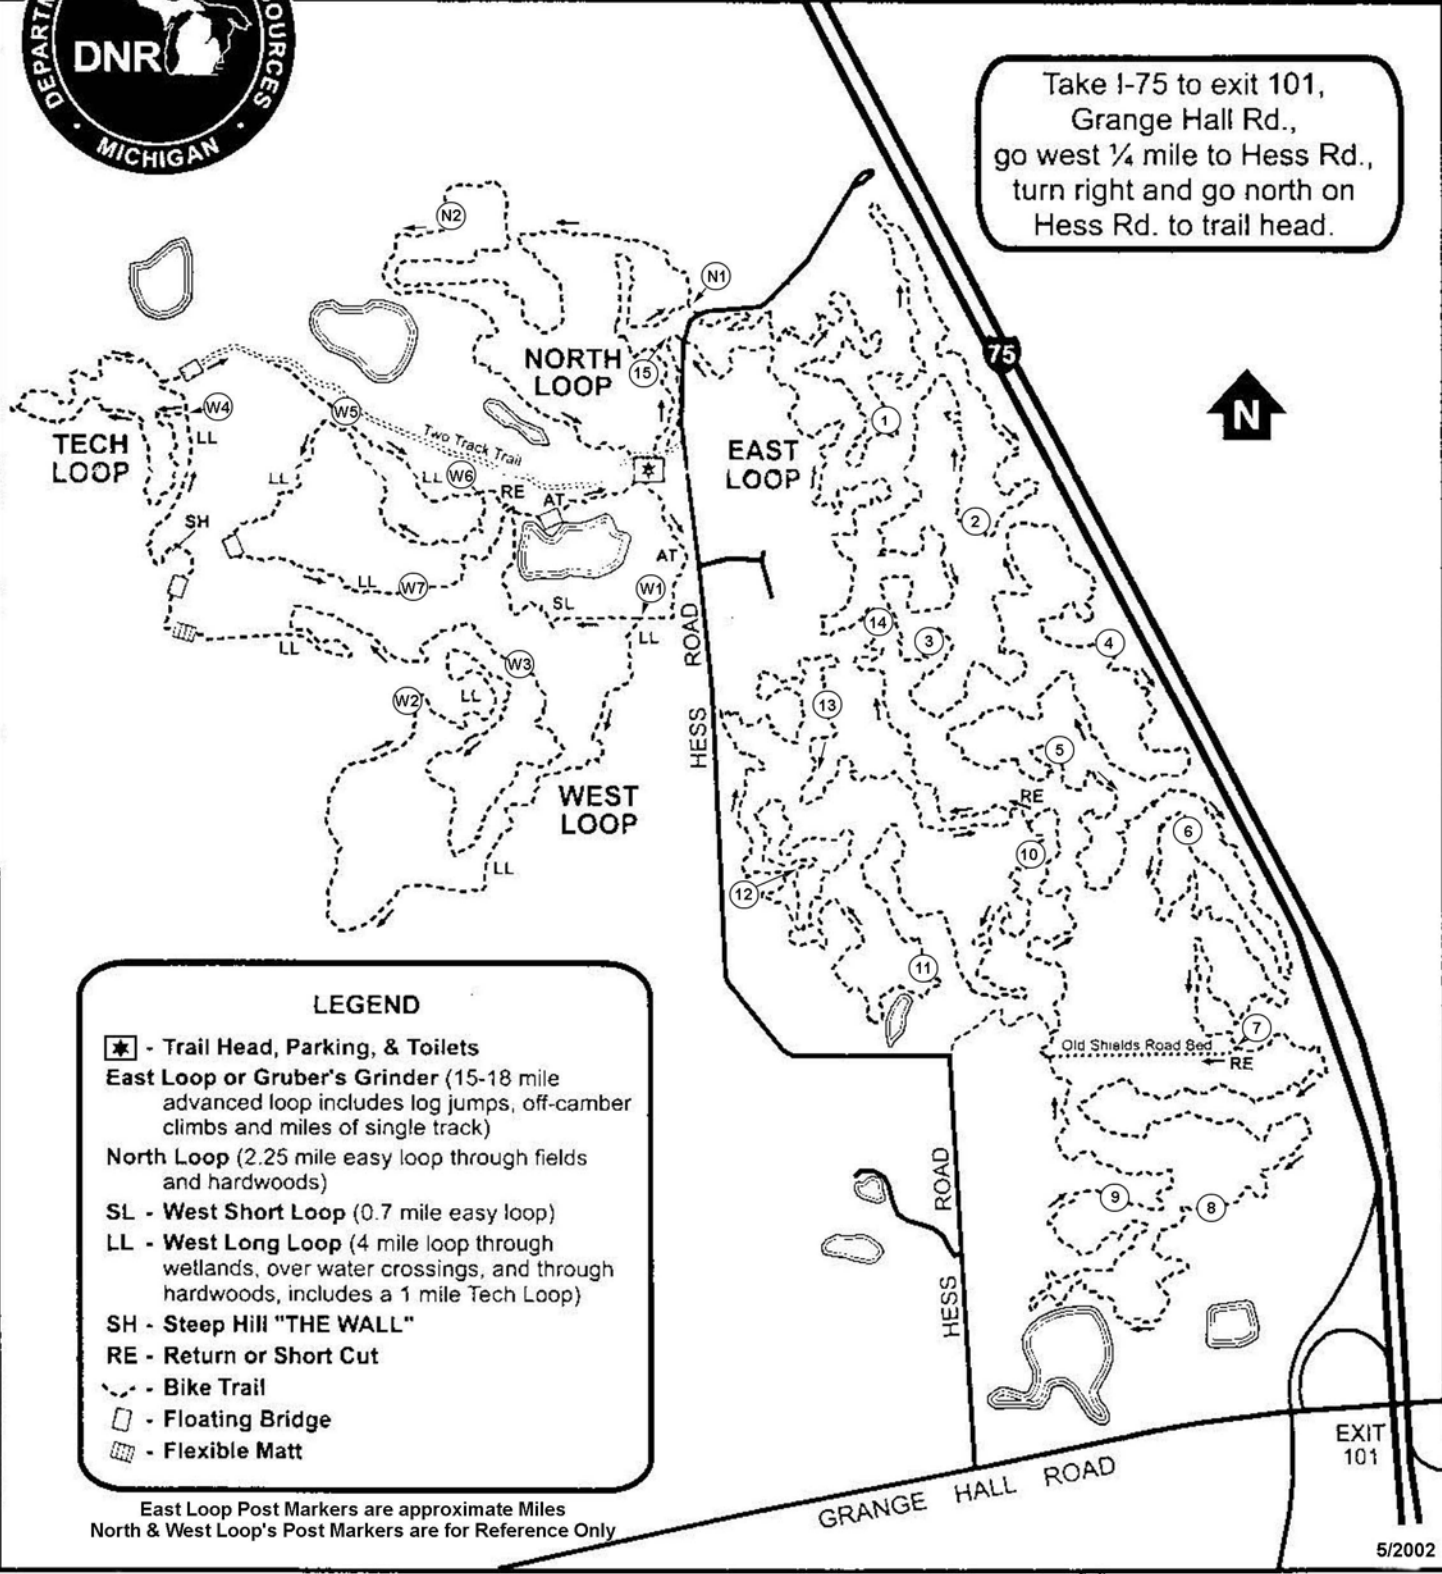 DEPARTM
OURCES
DNR
MICHIGAN
Take I-75 to exit 101,
Grange Hall Rd.,
go west ¼ mile to Hess Rd.,
turn right and go north on
Hess Rd. to trail head.
N2
N1
NORTH
LOOP
15
75
N
W4
LL
W5
TECH
LOOP
Two Track Trail
1
EAST
LOOP
LL
LL
W6
RE
AT
2
SH
AT
LL
W7
W1
SL
LL
14
3
4
LL
W3
W2
LL
13
HESS ROAD
5
WEST
LOOP
RE
6
10
LL
12
11
7
Old Shields Road Bed
RE
9
8
HESS ROAD
LEGEND
- Trail Head, Parking, & Toilets
East Loop or Gruber's Grinder (15-18 mile
advanced loop includes log jumps, off-camber
climbs and miles of single track)
North Loop (2.25 mile easy loop through fields
and hardwoods)
SL - West Short Loop (0.7 mile easy loop)
LL - West Long Loop (4 mile loop through
wetlands, over water crossings, and through
hardwoods, includes a 1 mile Tech Loop)
SH - Steep Hill "THE WALL"
RE - Return or Short Cut
- Bike Trail
- Floating Bridge
- Flexible Matt
East Loop Post Markers are approximate Miles
North & West Loop's Post Markers are for Reference Only
GRANGE HALL ROAD
EXIT
101
5/2002